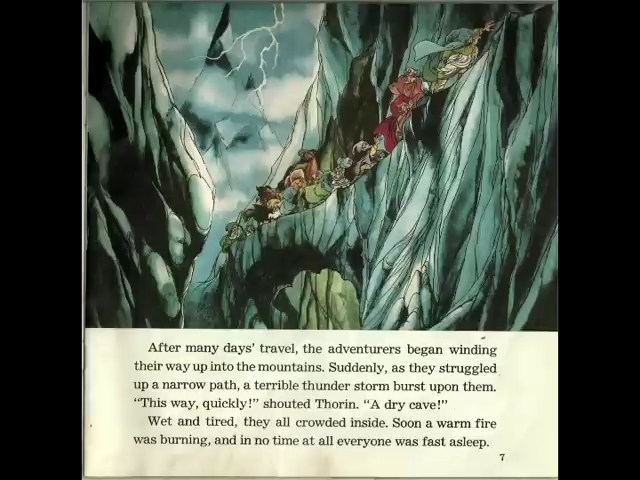 After many days’ travel, the adventurers began winding
their way up into the mountains. Suddenly, as they struggled
up a narrow path, a terrible thunder storm burst upon them.
“This way, quickly!” shouted Thorin. “A dry cave!”
Wet and tired, they all crowded inside. Soon a warm fire
was burning, and in no time at all everyone was fast asleep.
7